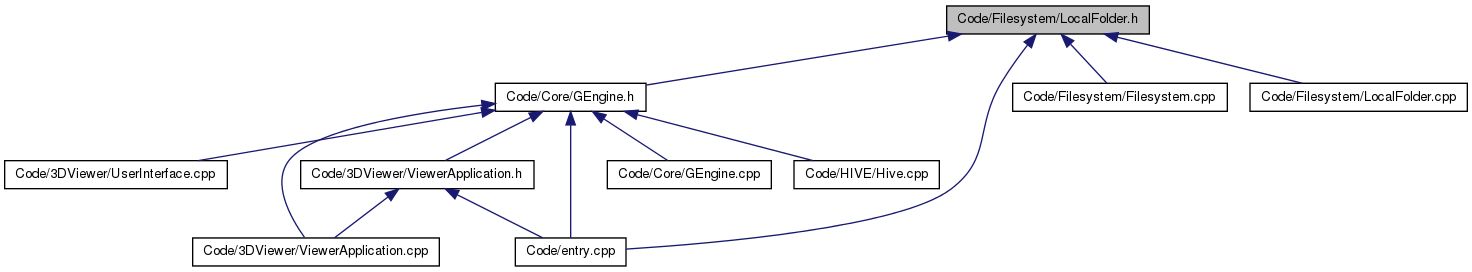 Code/Filesystem/LocalFolder.h
Code/Core/GEngine.h
Code/Filesystem/Filesystem.cpp
Code/Filesystem/LocalFolder.cpp
Code/3DViewer/UserInterface.cpp
Code/3DViewer/ViewerApplication.h
Code/Core/GEngine.cpp
Code/HIVE/Hive.cpp
Code/3DViewer/ViewerApplication.cpp
Code/entry.cpp